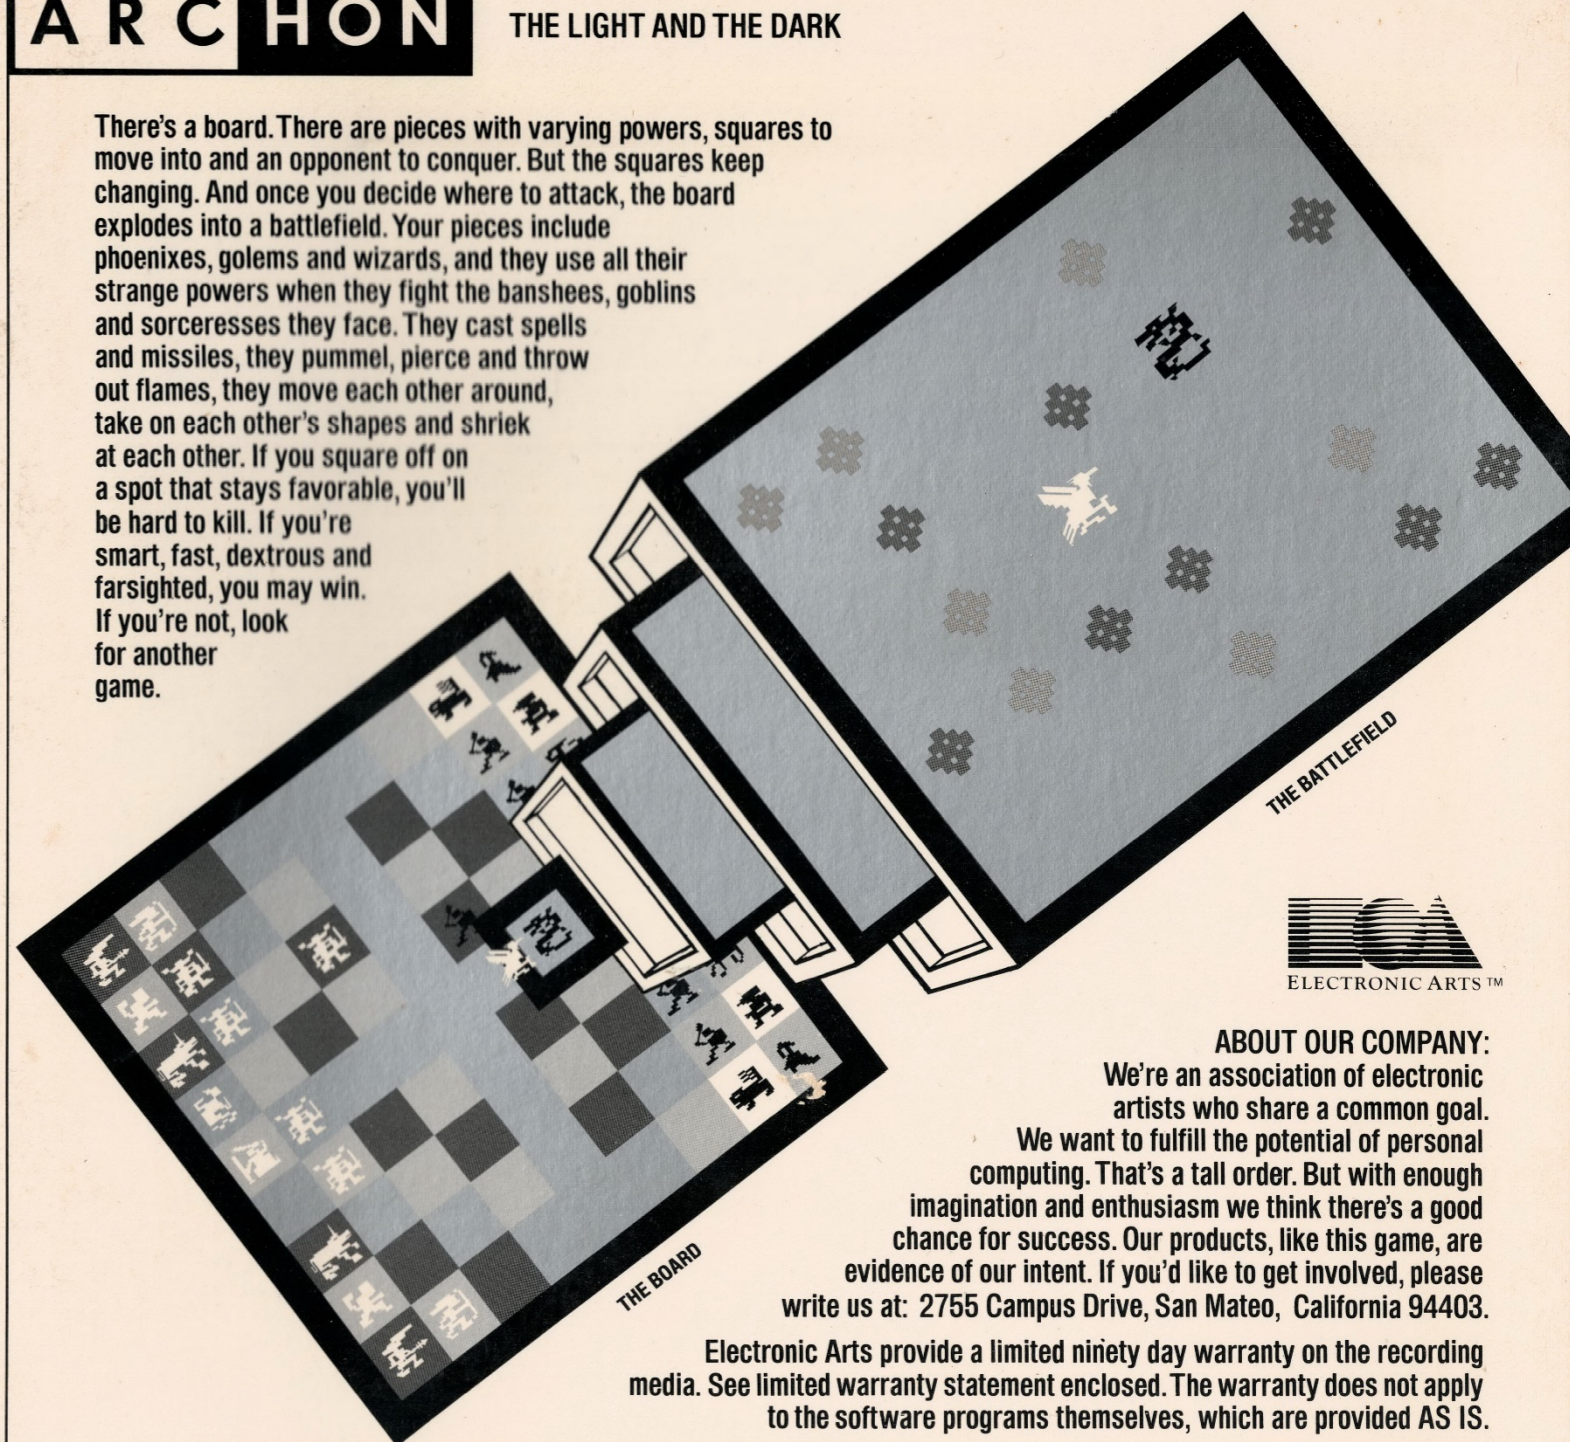 ARCHON
THE LIGHT AND THE DARK
There's a board. There are pieces with varying powers, squares to
move into and an opponent to conquer. But the squares keep
changing. And once you decide where to attack, the board
explodes into a battlefield. Your pieces include
phoenixes, golems and wizards, and they use all their
strange powers when they fight the banshees, goblins
and sorceresses they face. They cast spells
and missiles, they pummel, pierce and throw
out flames, they move each other around,
take on each other's shapes and shriek
at each other. If you square off on
a spot that stays favorable, you'll
be hard to kill. If you're
smart, fast, dextrous and
farsighted, you may win.
If you're not, look
for another
game.
THE BATTLEFIELD
THE BOARD
ELECTRONIC ARTS™
ABOUT OUR COMPANY:
We're an association of electronic
artists who share a common goal.
We want to fulfill the potential of personal
computing. That's a tall order. But with enough
imagination and enthusiasm we think there's a good
chance for success. Our products, like this game, are
evidence of our intent. If you'd like to get involved, please
write us at: 2755 Campus Drive, San Mateo, California 94403.
Electronic Arts provide a limited ninety day warranty on the recording
media. See limited warranty statement enclosed. The warranty does not apply
to the software programs themselves, which are provided AS IS.